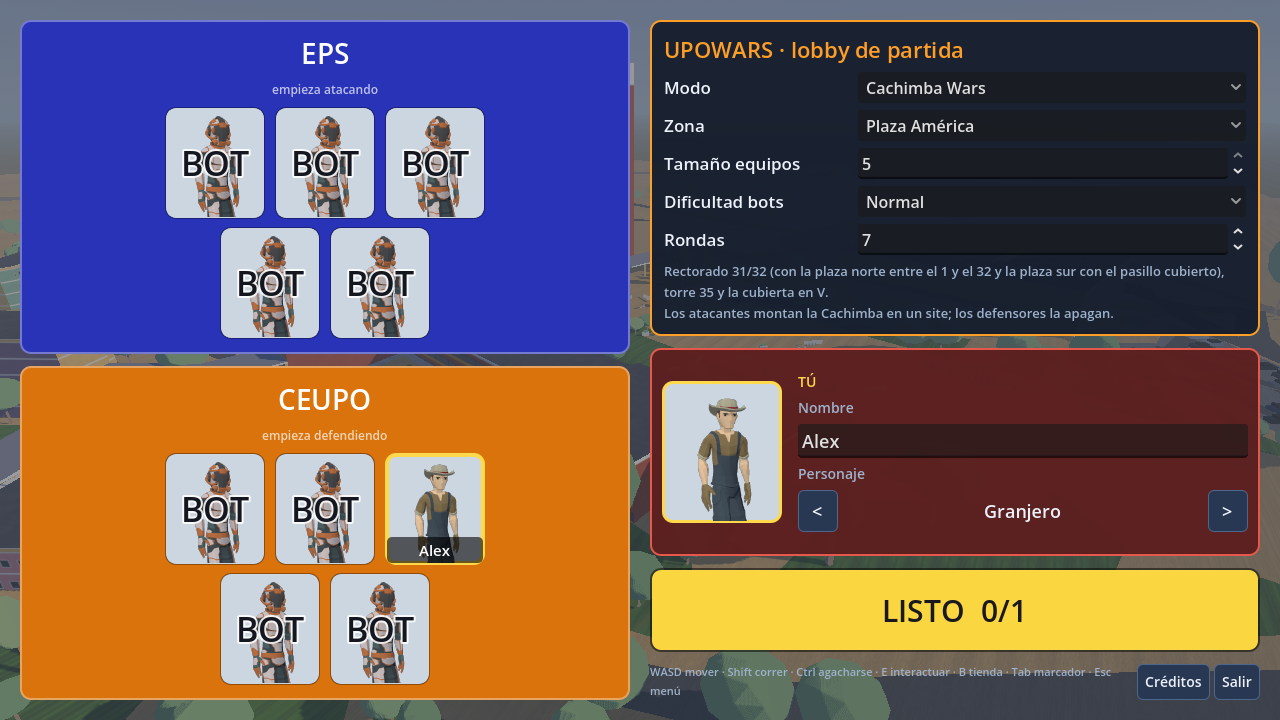 EPS
empieza atacando
BOT BOT BOT
BOT BOT
CEUPO
empieza defendiendo
BOT BOT Alex
BOT BOT
UPOWARS · lobby de partida
Modo Cachimba Wars
Zona Plaza América
Tamaño equipos 5
Dificultad bots Normal
Rondas 7
Rectorado 31/32 (con la plaza norte entre el 1 y el 32 y la plaza sur con el pasillo cubierto),
torre 35 y la cubierta en V.
Los atacantes montan la Cachimba en un site; los defensores la apagan.
TÚ
Nombre
Alex
Personaje
< Granjero >
LISTO 0/1
WASD mover · Shift correr · Ctrl agacharse · E interactuar · B tienda · Tab marcador · Esc
menú
Créditos Salir